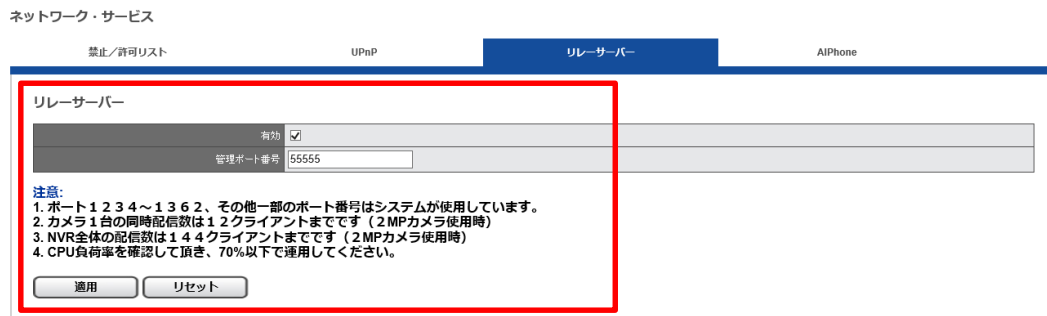 ネットワーク・サービス
禁止／許可リスト
UPnP
リレーサーバー
AIPhone
リレーサーバー
有効
管理ポート番号 55555
注意:
1. ポート１２３４～１３６２、その他一部のポート番号はシステムが使用しています。
2. カメラ１台の同時配信数は１２クライアントまでです（２MPカメラ使用時）
3. NVR全体の配信数は１４４クライアントまでです（２MPカメラ使用時）
4. CPU負荷率を確認して頂き、70%以下で運用してください。
適用 リセット